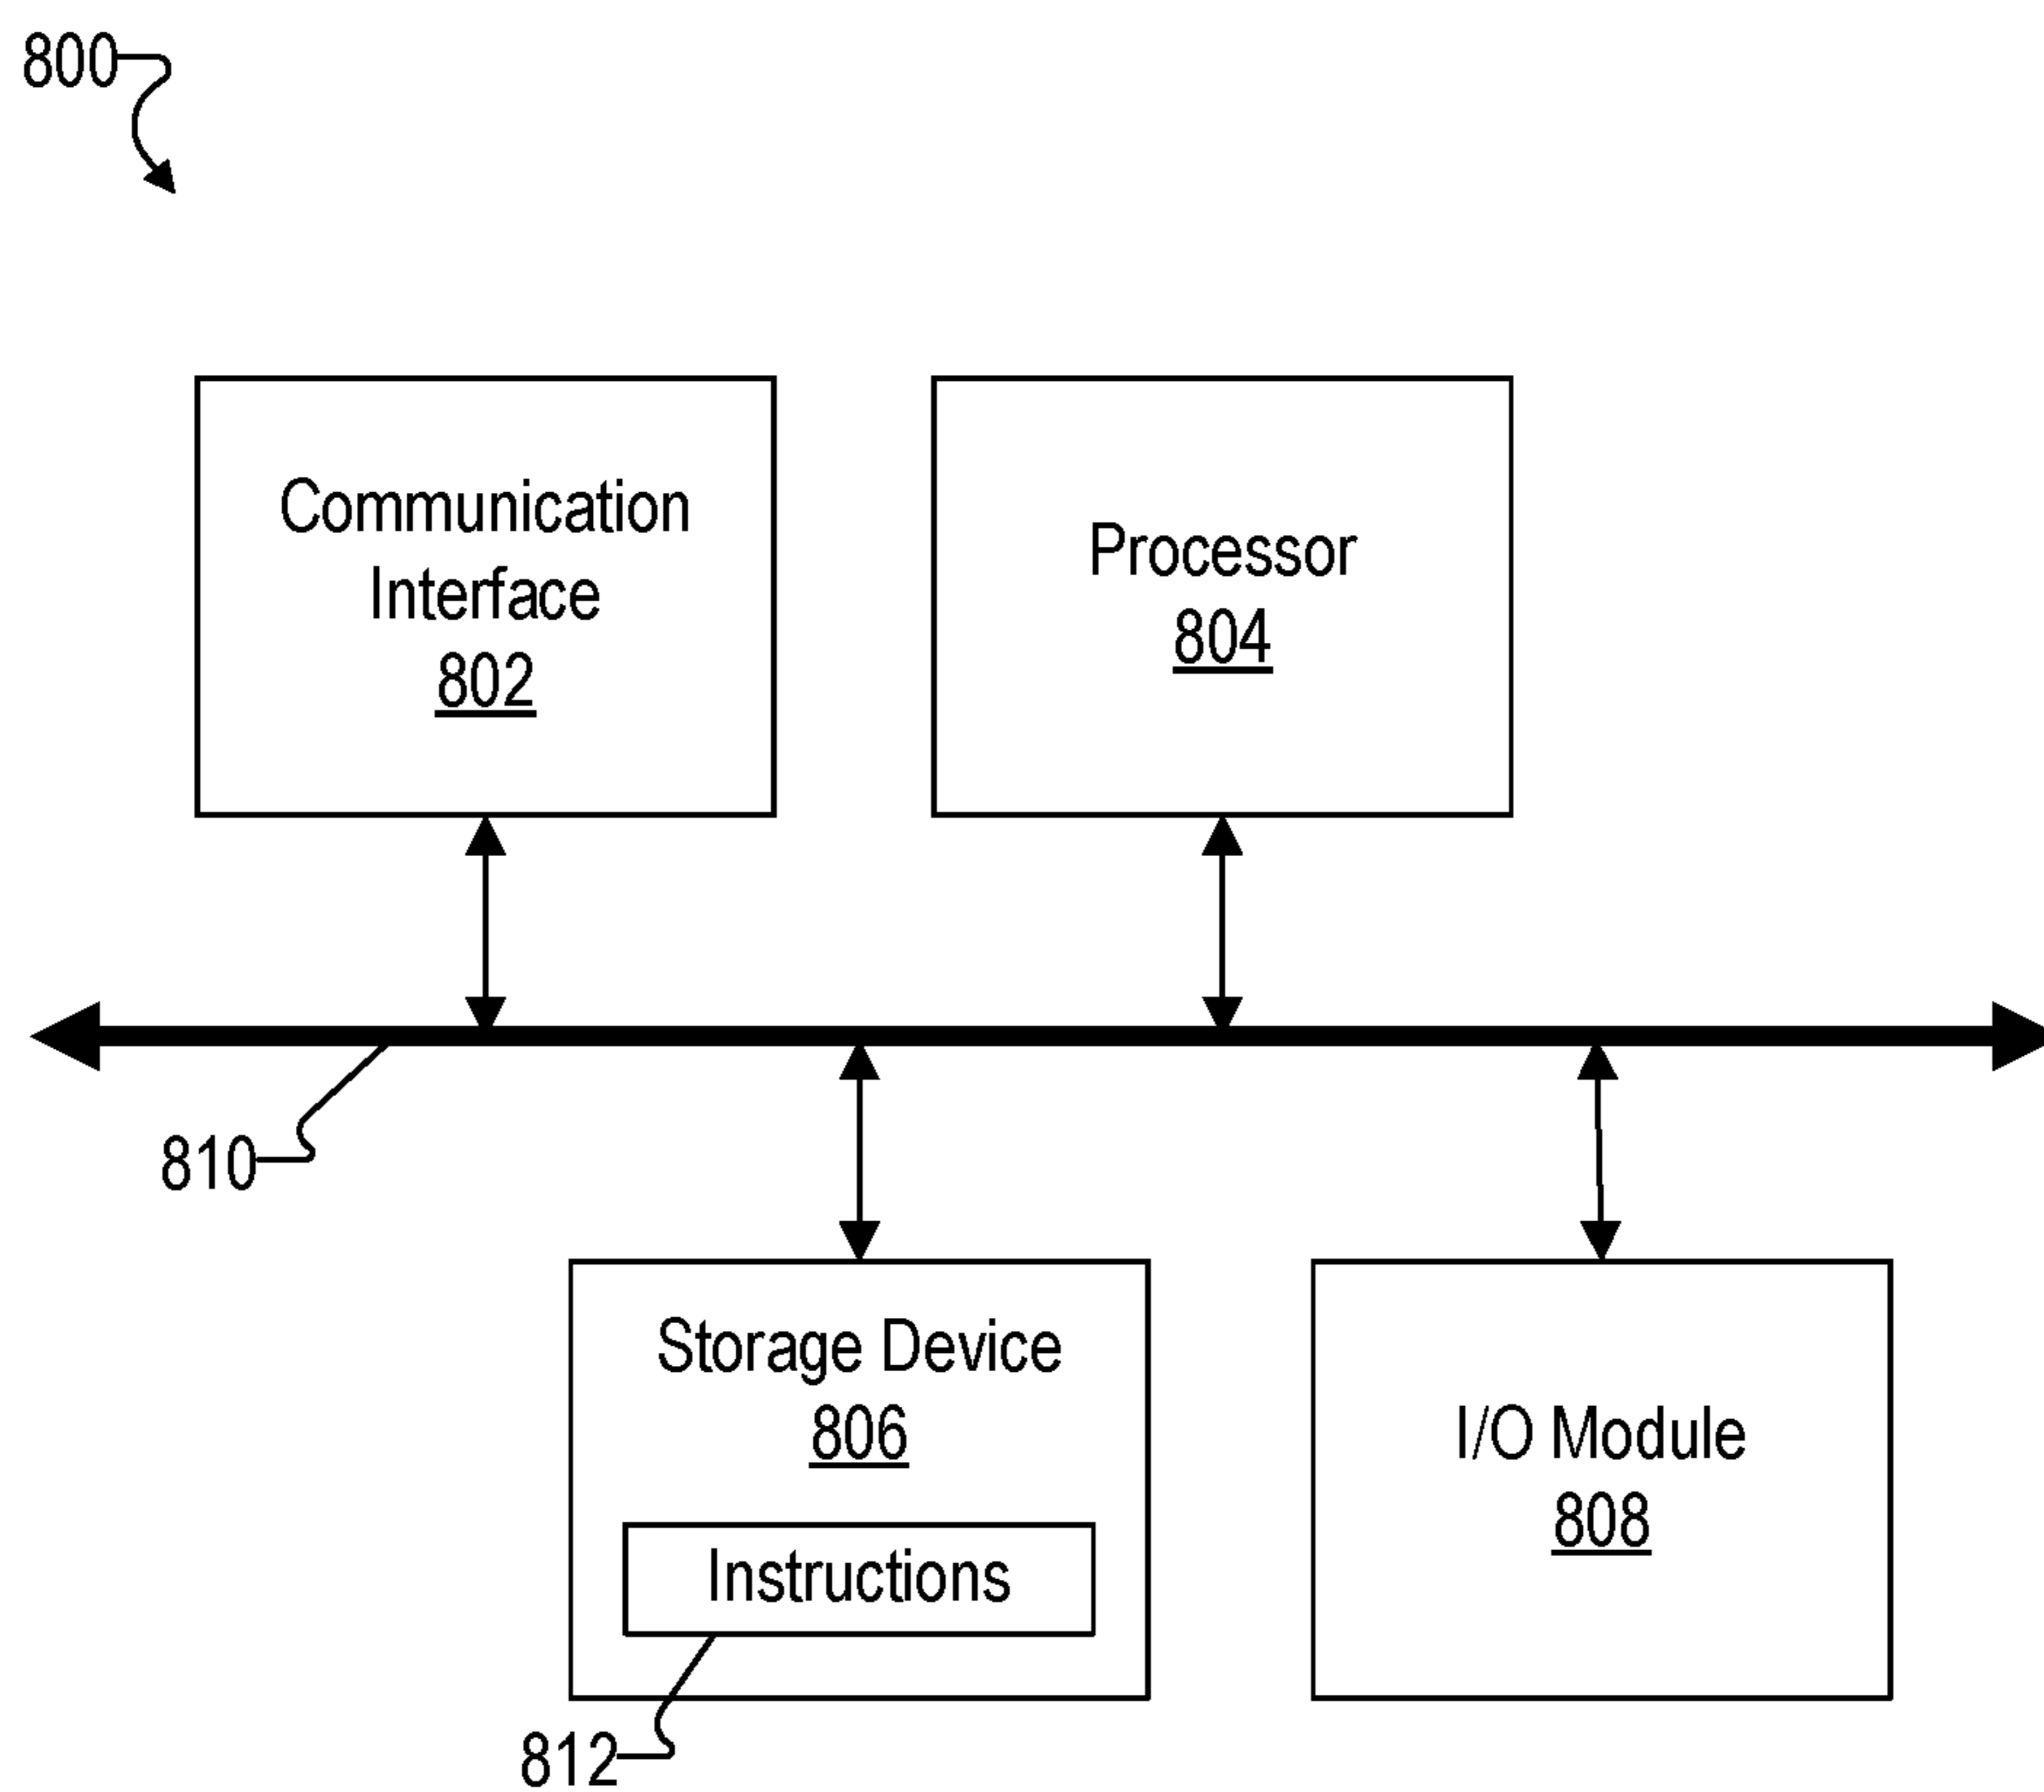 800
Communication
Interface
802
Processor
804
810
Storage Device
806
Instructions
812
I/O Module
808